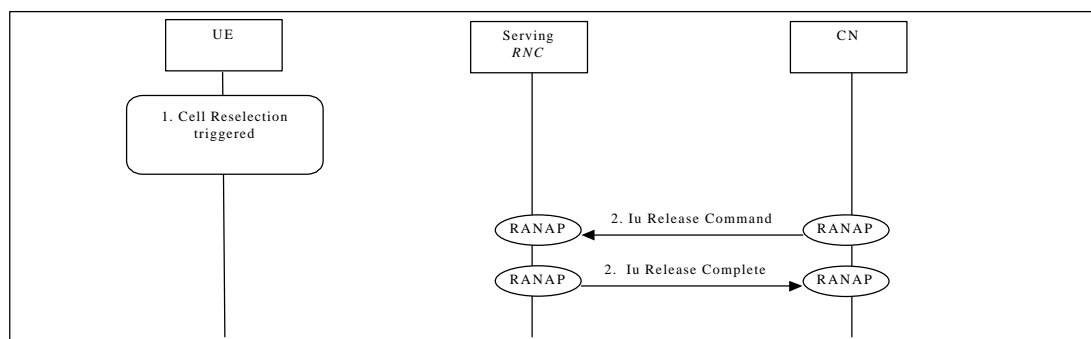 UE
Serving
RNC
CN
1. Cell Reselection
triggered
2. Iu Release Command
RANAP
RANAP
2. Iu Release Complete
RANAP
RANAP